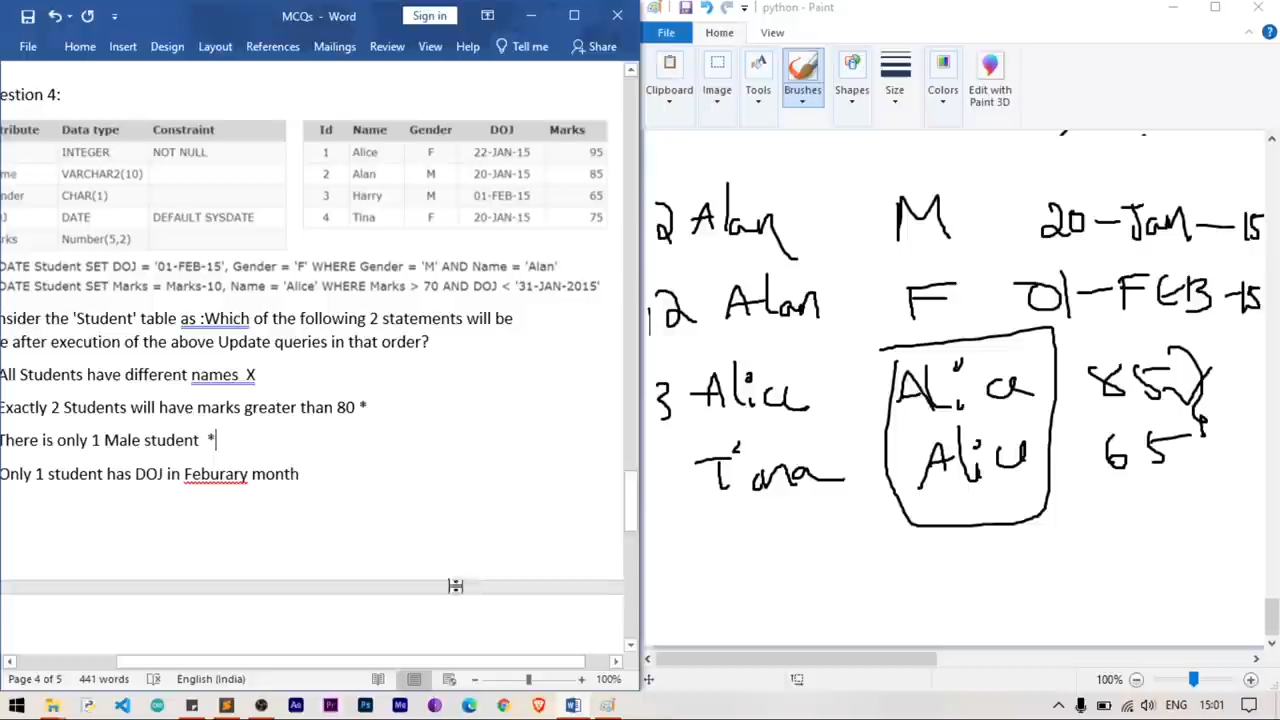 MCQs - Word
Sign in
python - Paint
File Home Insert Design Layout References Mailings Review View Help Tell me Share
File Home View
Clipboard Image Tools Brushes Shapes Size Colors Edit with Paint 3D
estion 4:
tribute Data type Constraint
INTEGER NOT NULL
me VARCHAR2(10)
nder CHAR(1)
OJ DATE DEFAULT SYSDATE
rks Number(5,2)
Id Name Gender DOJ Marks
1 Alice F 22-JAN-15 95
2 Alan M 20-JAN-15 85
3 Harry M 01-FEB-15 65
4 Tina F 20-JAN-15 75
DATE Student SET DOJ = '01-FEB-15', Gender = 'F' WHERE Gender = 'M' AND Name = 'Alan'
DATE Student SET Marks = Marks-10, Name = 'Alice' WHERE Marks > 70 AND DOJ < '31-JAN-2015'
nsider the 'Student' table as :Which of the following 2 statements will be
e after execution of the above Update queries in that order?
All Students have different names X
Exactly 2 Students will have marks greater than 80 *
There is only 1 Male student *
Only 1 student has DOJ in Feburary month
2 Alan M 20-Jan-15
12 Alan F 01-FEB-15
3 Alice Alice 85
Tina Alice 65
Page 4 of 5 441 words English (India) 100%
100%
ENG 15:01